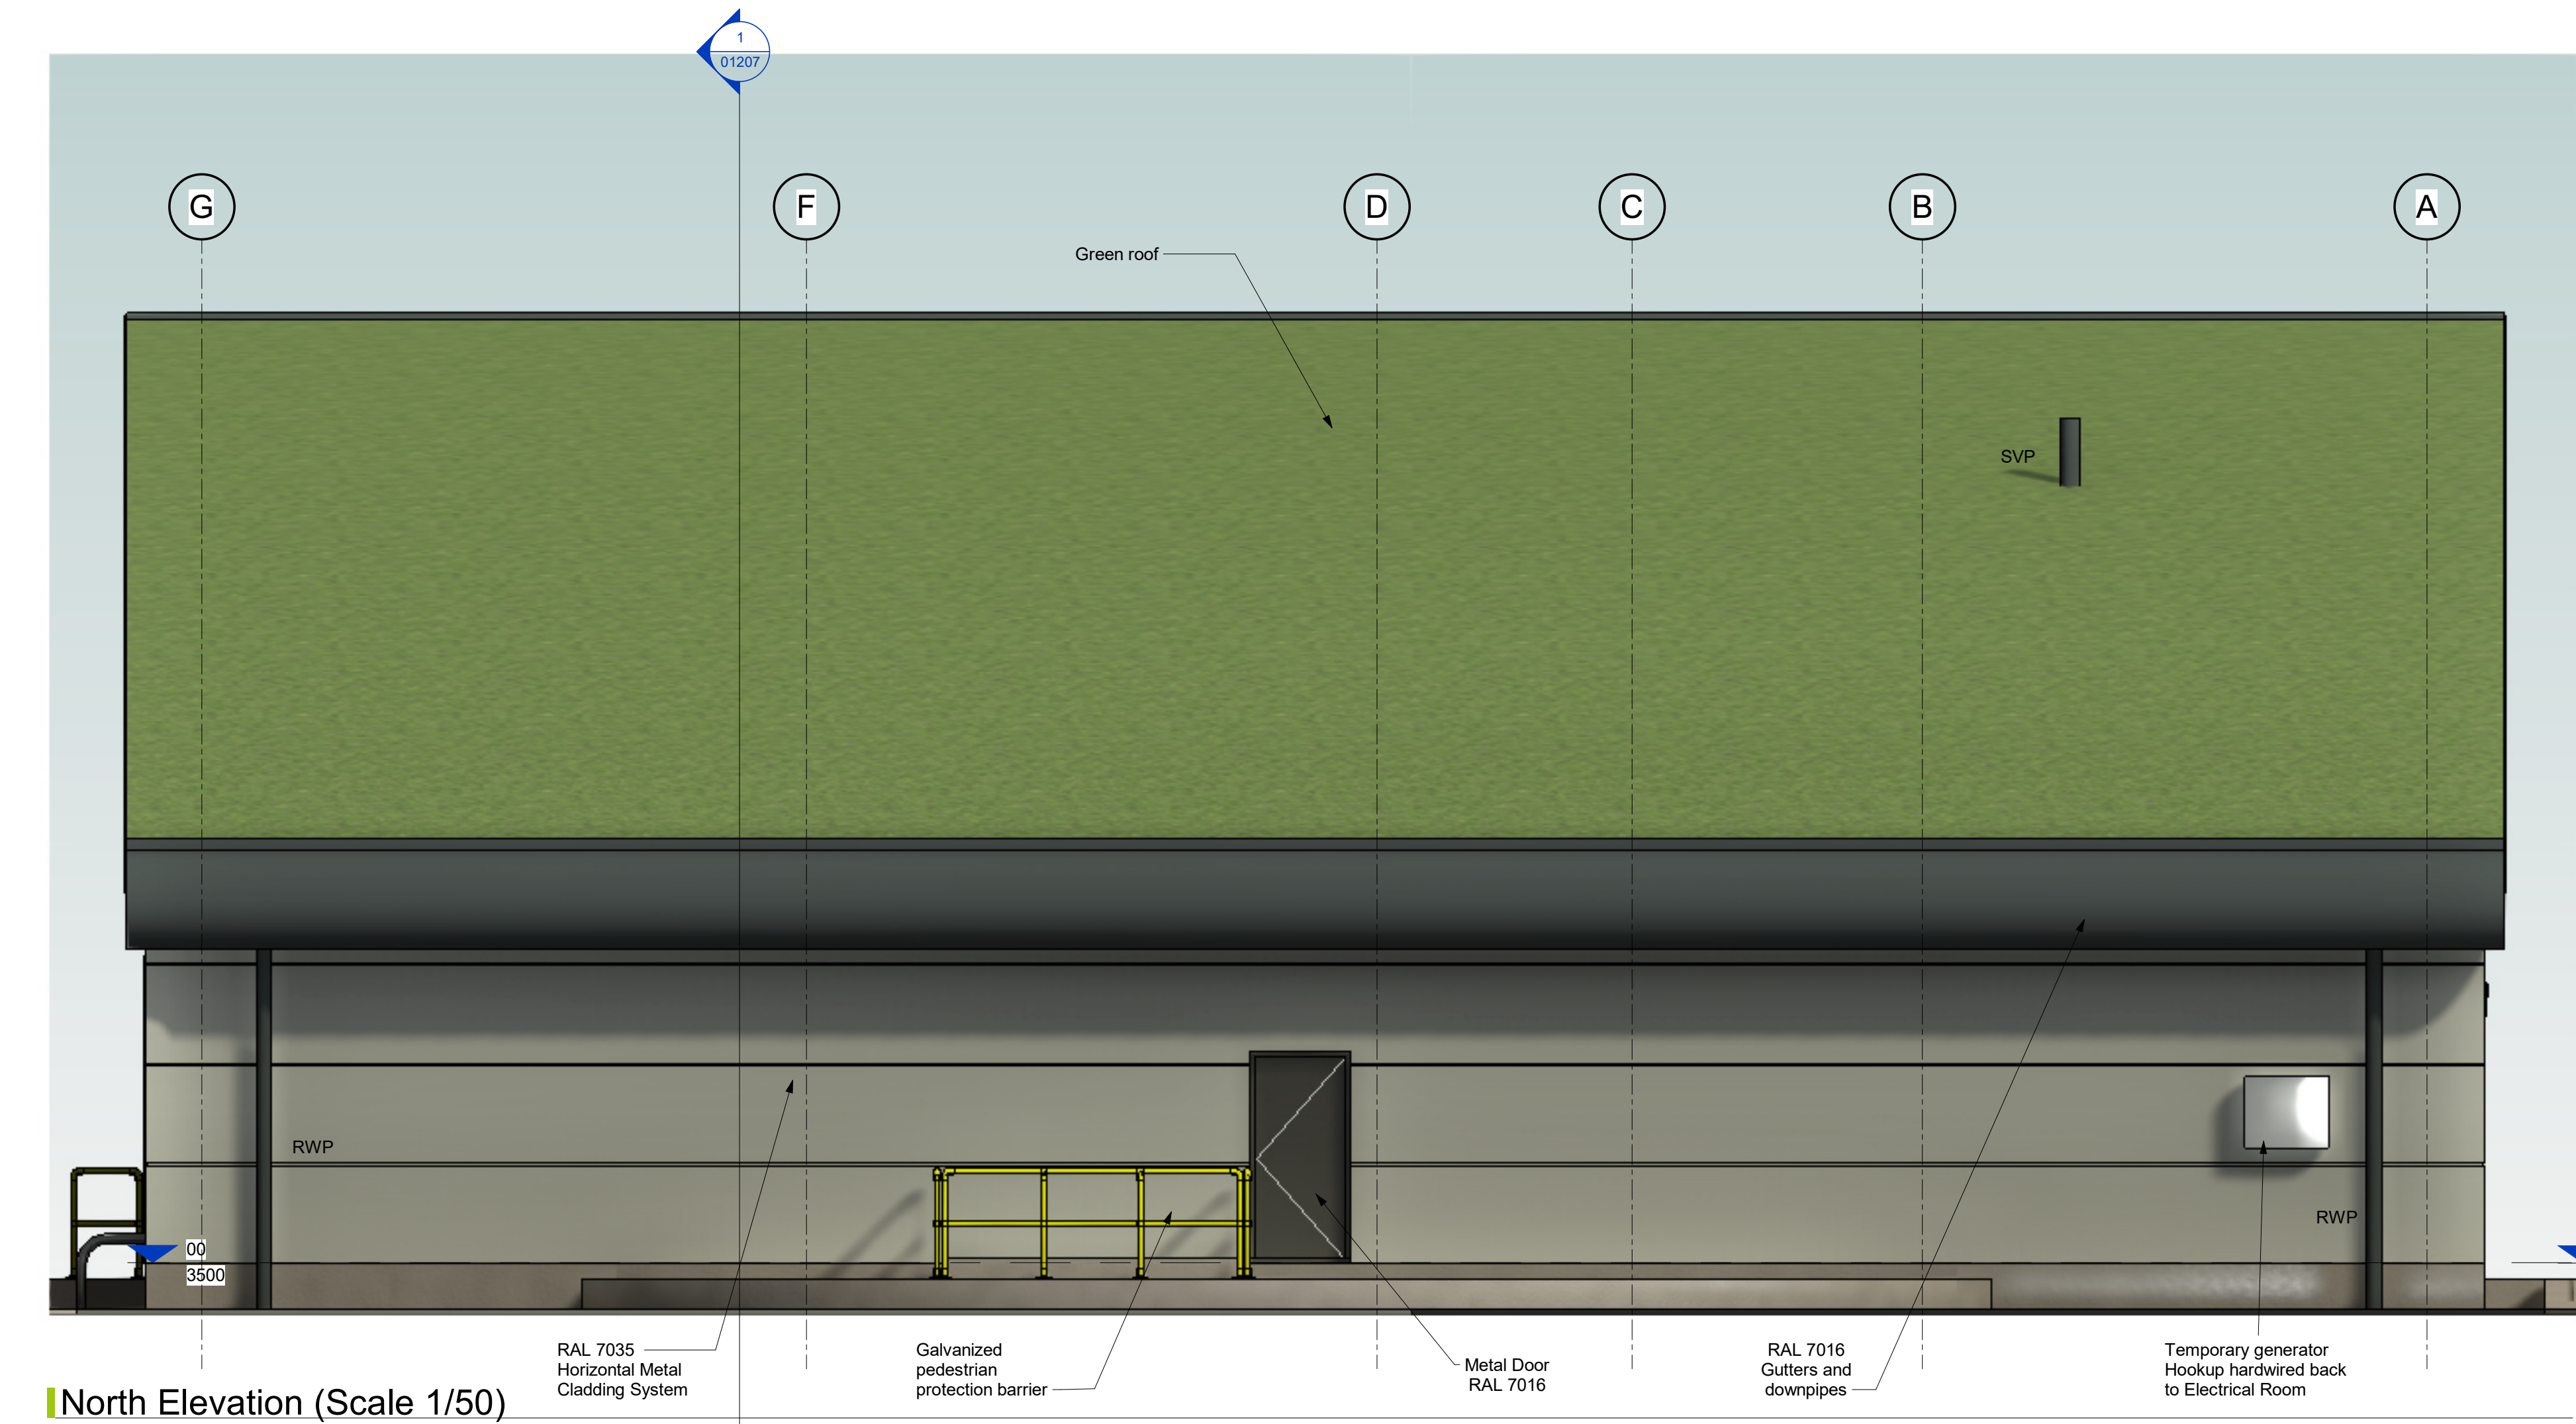 1
01207
G
F
D
C
B
A
Green roof
SVP
RWP
RWP
00
3500
RAL 7035
Horizontal Metal
Cladding System
Galvanized
pedestrian
protection barrier
Metal Door
RAL 7016
RAL 7016
Gutters and
downpipes
Temporary generator
Hookup hardwired back
to Electrical Room
North Elevation (Scale 1/50)